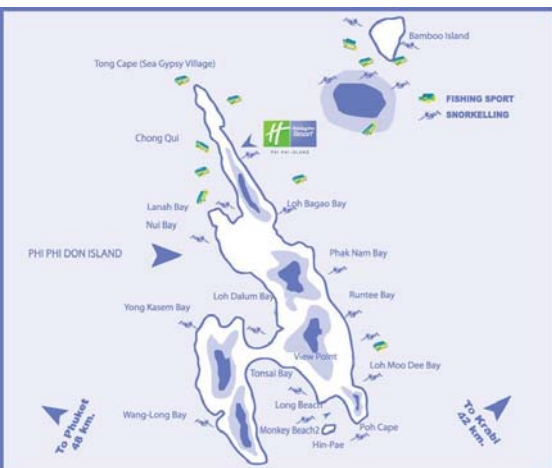 Bamboo Island
Tong Cape (Sea Gypsy Village)
FISHING SPORT
SNORKELLING
Chong Qui
H
Resort
PHI PHI ISLAND
Lanah Bay
Loh Bagao Bay
Nui Bay
PHI PHI DON ISLAND
Phak Nam Bay
Loh Dalum Bay
Runtee Bay
Yong Kasem Bay
View Point
Loh Moo Dee Bay
Tonsai Bay
Long Beach
Wang-Long Bay
Monkey Beach2
Poh Cape
Hin-Pae
To Phuket
48 km.
To Krabi
42 km.